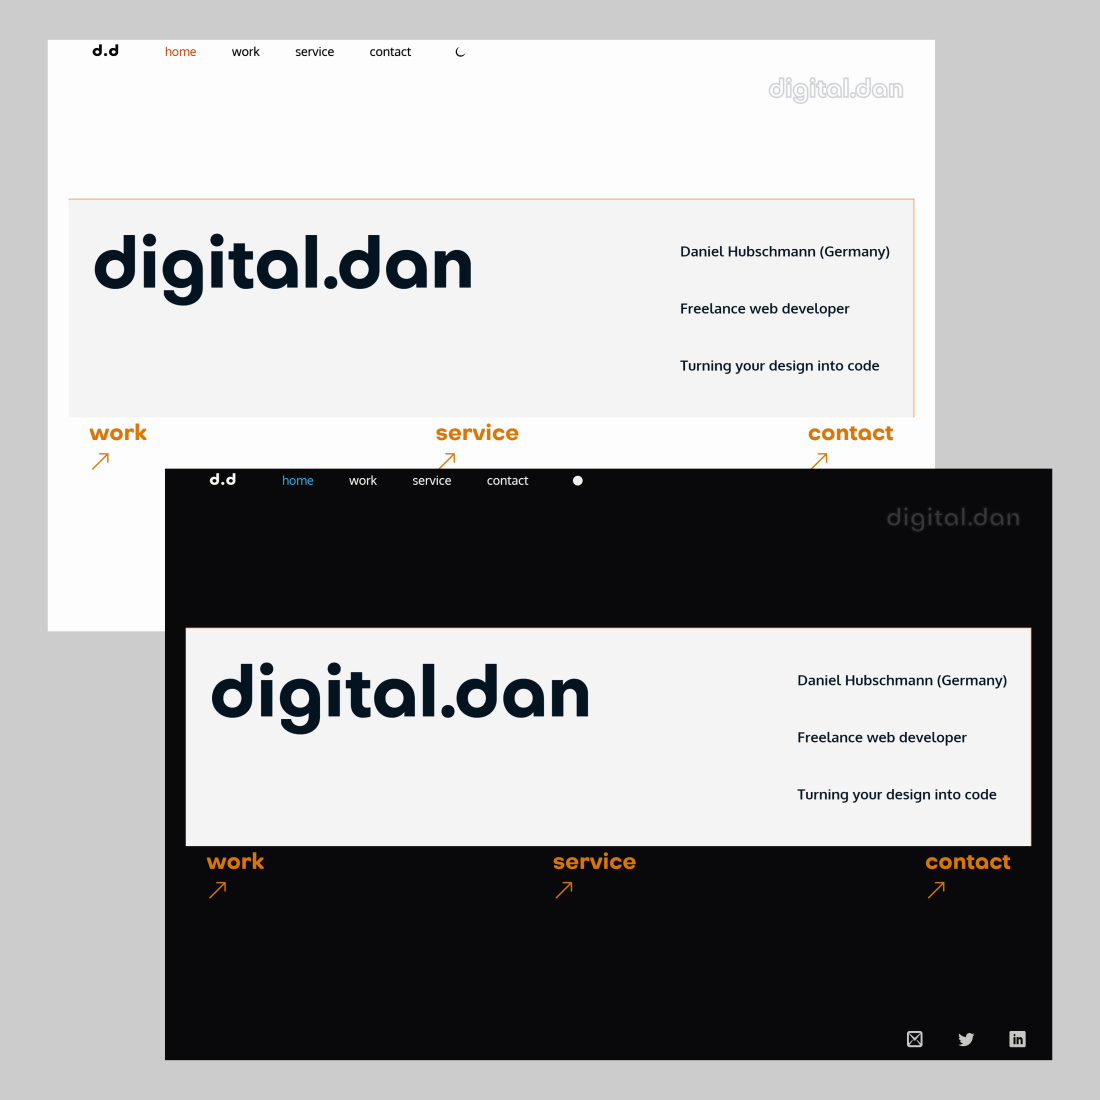 d.d home work service contact
digital.dan
digital.dan
Daniel Hubschmann (Germany)
Freelance web developer
Turning your design into code
work service contact
d.d home work service contact
digital.dan
digital.dan
Daniel Hubschmann (Germany)
Freelance web developer
Turning your design into code
work service contact
in